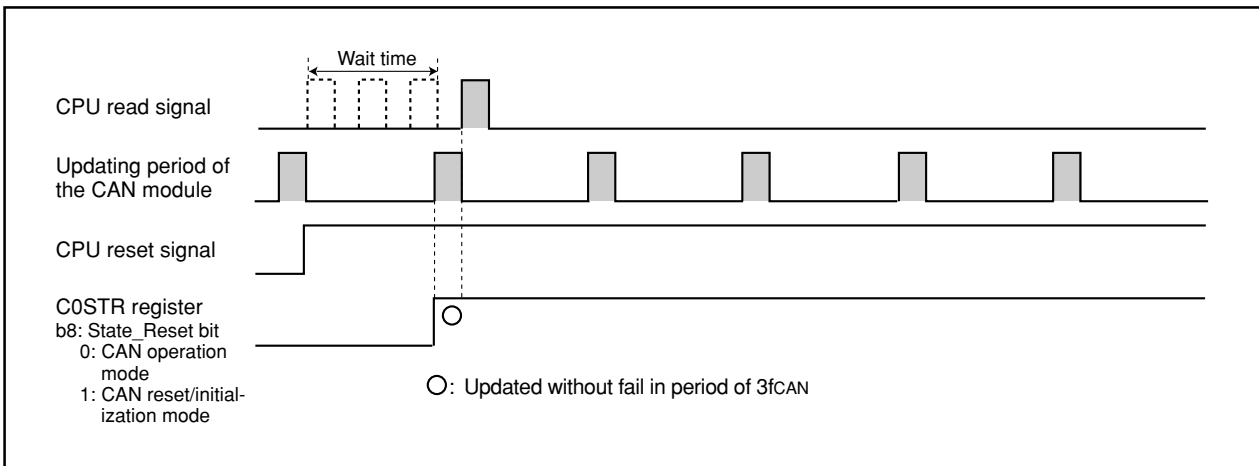 Wait time
CPU read signal
Updating period of
the CAN module
CPU reset signal
C0STR register
b8: State_Reset bit
0: CAN operation
mode
1: CAN reset/initial-
ization mode
O: Updated without fail in period of 3fCAN